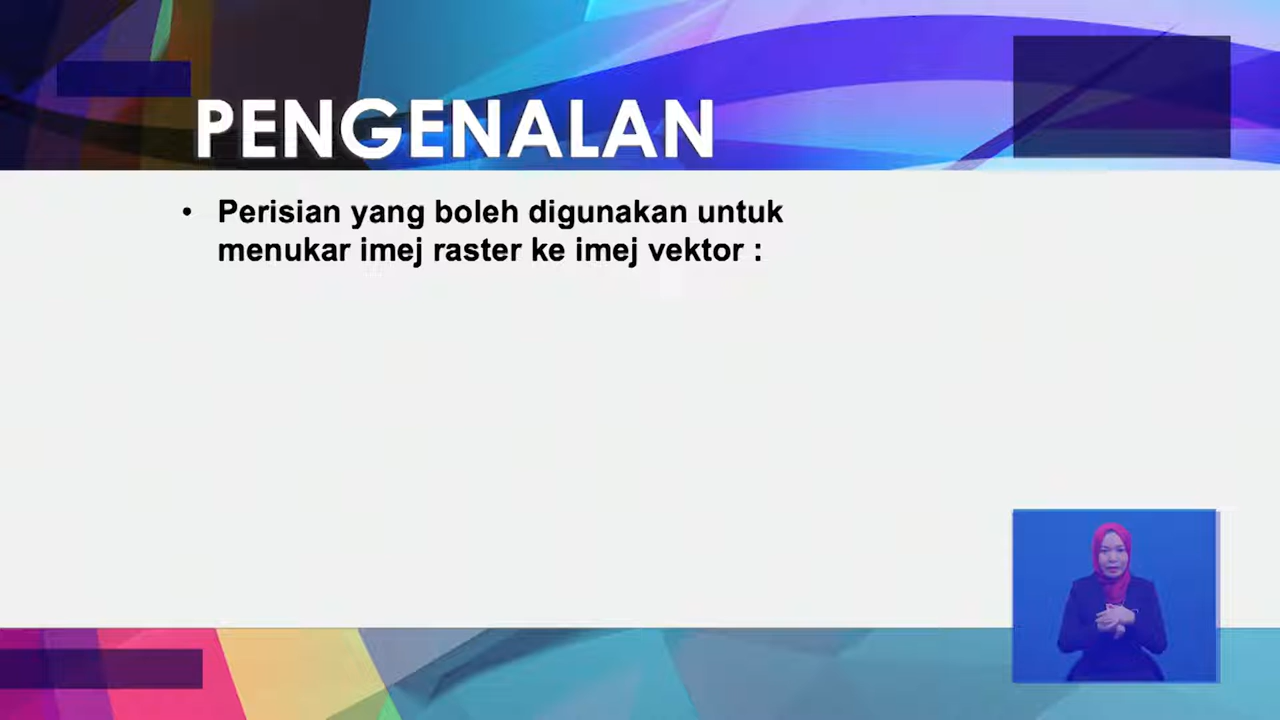 PENGENALAN
• Perisian yang boleh digunakan untuk
menukar imej raster ke imej vektor :